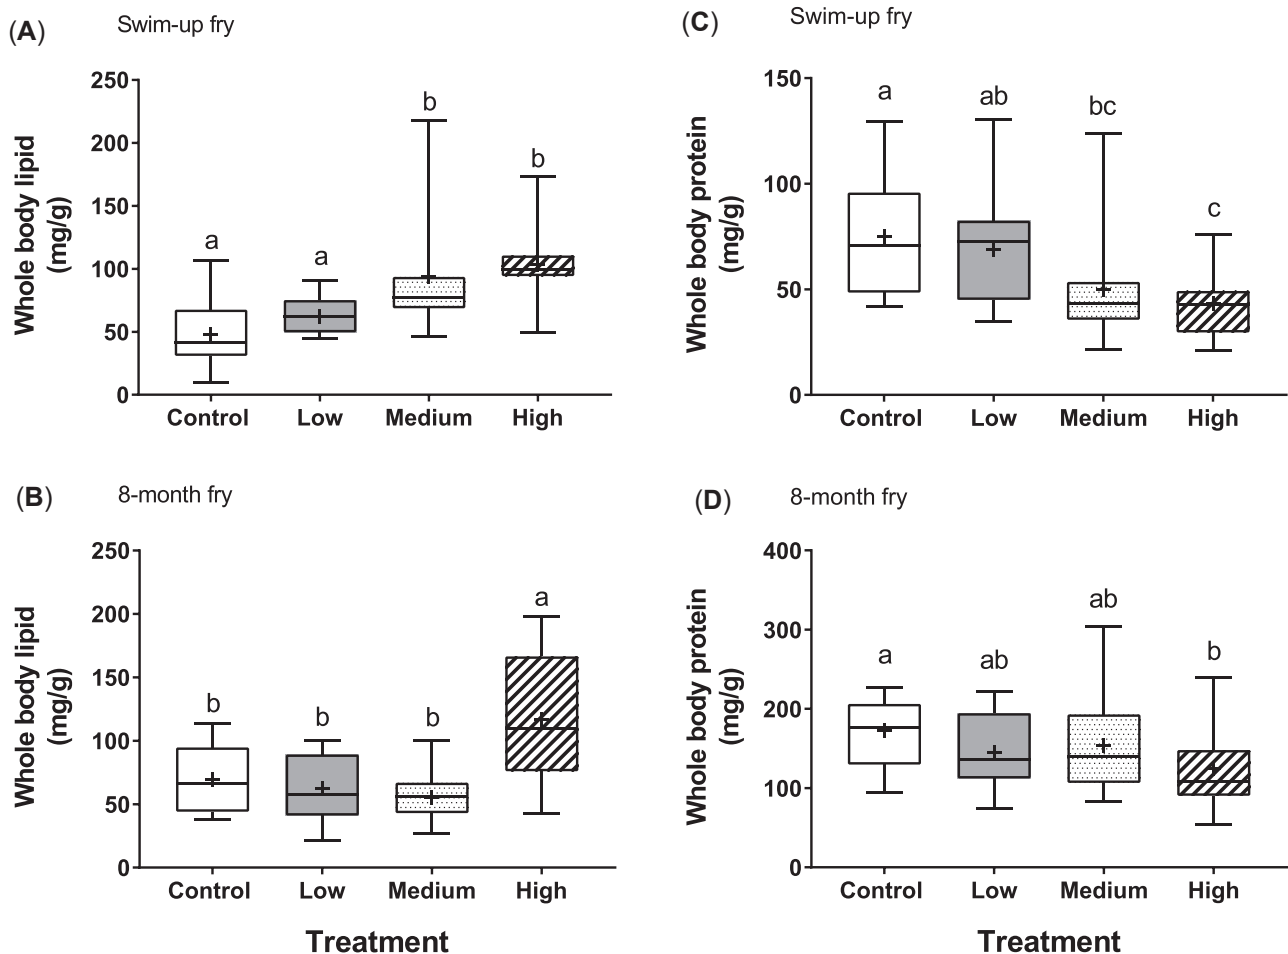 (A) Swim-up fry
Whole body lipid
(mg/g)
250
200
150
100
50
0
a
a
b
b
Control Low Medium High
(C) Swim-up fry
Whole body protein
(mg/g)
150
100
50
0
a
ab
bc
c
Control Low Medium High
(B) 8-month fry
Whole body lipid
(mg/g)
250
200
150
100
50
0
b
b
b
a
Control Low Medium High
Treatment
(D) 8-month fry
Whole body protein
(mg/g)
400
300
200
100
0
a
ab
ab
b
Control Low Medium High
Treatment